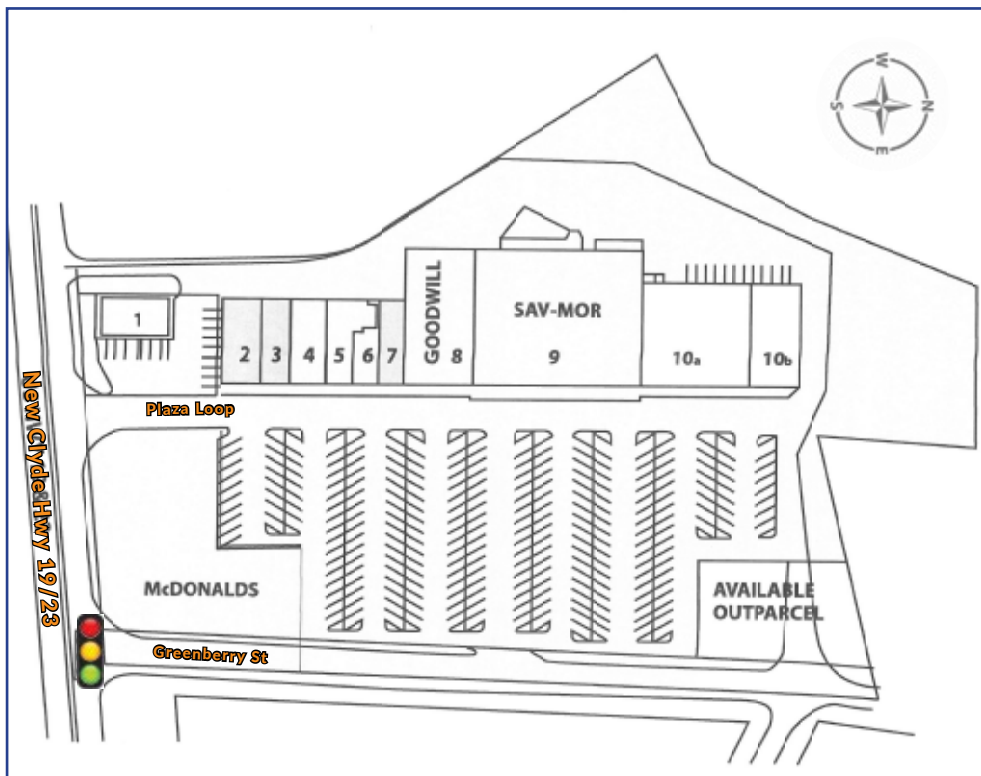 W
S
N
E
1
2
3
4
5
6
7
GOODWILL
8
SAV-MOR
9
10a
10b
Plaza Loop
New Clyde Hwy 19/23
McDONALDS
AVAILABLE
OUTPARCEL
Greenberry St